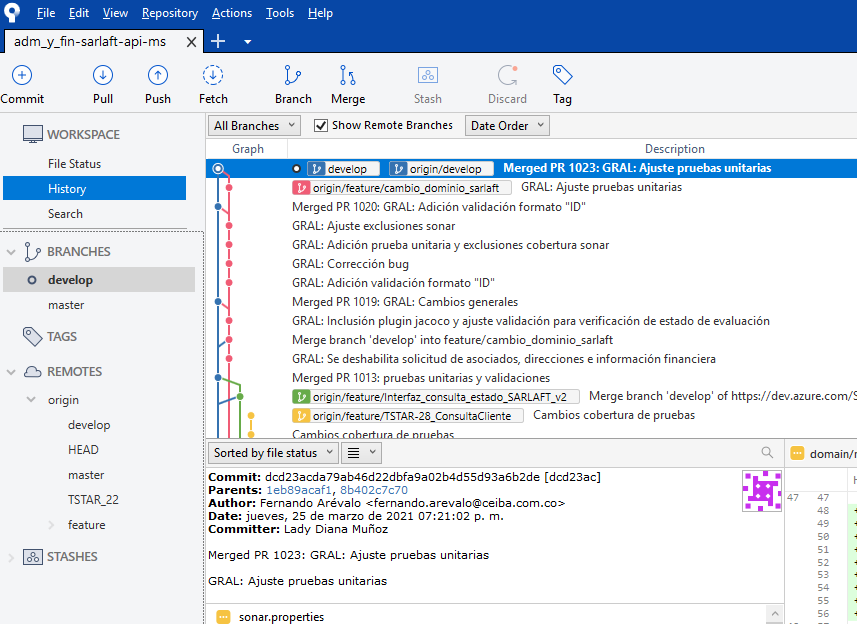 File Edit View Repository Actions Tools Help
adm_y_fin-sarlaft-api-ms
Commit Pull Push Fetch Branch Merge Stash Discard Tag
WORKSPACE
File Status
History
Search
BRANCHES
develop
master
TAGS
REMOTES
origin
develop
HEAD
master
TSTAR_22
feature
STASHES
All Branches Show Remote Branches Date Order
Graph Description
develop origin/develop Merged PR 1023: GRAL: Ajuste pruebas unitarias
origin/feature/cambio_dominio_sarlaft GRAL: Ajuste pruebas unitarias
Merged PR 1020: GRAL: Adición validación formato "ID"
GRAL: Ajuste exclusiones sonar
GRAL: Adición prueba unitaria y exclusiones cobertura sonar
GRAL: Corrección bug
GRAL: Adición validación formato "ID"
Merged PR 1019: GRAL: Cambios generales
GRAL: Inclusión plugin jacoco y ajuste validación para verificación de estado de evaluación
Merge branch 'develop' into feature/cambio_dominio_sarlaft
GRAL: Se deshabilita solicitud de asociados, direcciones e información financiera
Merged PR 1013: pruebas unitarias y validaciones
origin/feature/Interfaz_consulta_estado_SARLAFT_v2 Merge branch 'develop' of https://dev.azure.com/S
origin/feature/TSTAR-28_ConsultaCliente Cambios cobertura de pruebas
Cambios cobertura de pruebas
Sorted by file status
Commit: dcd23acda79ab46d22dbfa9a02b4d55d93a6b2de [dcd23ac]
Parents: 1eb89acaf1, 8b402c7c70
Author: Fernando Arévalo <fernando.arevalo@ceiba.com.co>
Date: jueves, 25 de marzo de 2021 07:21:02 p. m.
Committer: Lady Diana Muñoz
Merged PR 1023: GRAL: Ajuste pruebas unitarias
GRAL: Ajuste pruebas unitarias
sonar.properties
domain/r
47 47
48 +
49 +
50 +
51 +
52 +
53 +
54 +
55 +
56 +